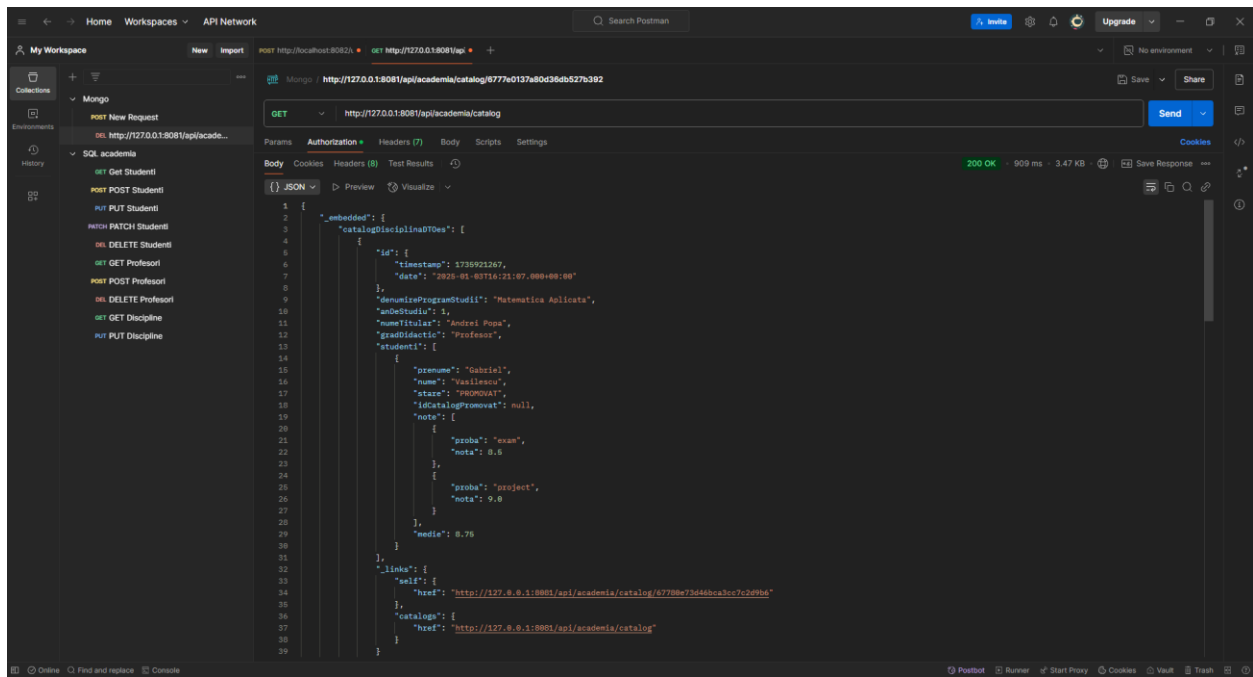 Home Workspaces API Network Search Postman Invite Upgrade
My Workspace New Import POST http://localhost:8082/ GET http://127.0.0.1:8081/api No environment
Collections
Environments
History
Mongo
POST New Request
DEL http://127.0.0.1:8081/api/acade...
SQL academia
GET Get Studenti
POST POST Studenti
PUT PUT Studenti
PATCH PATCH Studenti
DEL DELETE Studenti
GET GET Profesori
POST POST Profesori
DEL DELETE Profesori
GET GET Discipline
PUT PUT Discipline
Mongo / http://127.0.0.1:8081/api/academia/catalog/6777e0137a80d36db527b392 Save Share
GET http://127.0.0.1:8081/api/academia/catalog Send
Params Authorization Headers (7) Body Scripts Settings Cookies
Body Cookies Headers (8) Test Results 200 OK 909 ms 3.47 KB Save Response
{} JSON Preview Visualize
1 {
2 "_embedded": {
3 "catalogDisciplinaDTOes": [
4 {
5 "id": {
6 "timestamp": 1735921267,
7 "date": "2025-01-03T16:21:07.000+00:00"
8 },
9 "denumireProgramStudii": "Matematica Aplicata",
10 "anDeStudiu": 1,
11 "numeTitular": "Andrei Popa",
12 "gradDidactic": "Profesor",
13 "studenti": [
14 {
15 "prenume": "Gabriel",
16 "nume": "Vasilescu",
17 "stare": "PROMOVAT",
18 "idCatalogPromovat": null,
19 "note": [
20 {
21 "proba": "exam",
22 "nota": 8.5
23 },
24 {
25 "proba": "project",
26 "nota": 9.0
27 }
28 ],
29 "medie": 8.75
30 }
31 ],
32 "_links": {
33 "self": {
34 "href": "http://127.0.0.1:8081/api/academia/catalog/67780e73d46bca3cc7c2d9b6"
35 },
36 "catalogs": {
37 "href": "http://127.0.0.1:8081/api/academia/catalog"
38 }
39 }
Online Find and replace Console Postbot Runner Start Proxy Cookies Vault Trash